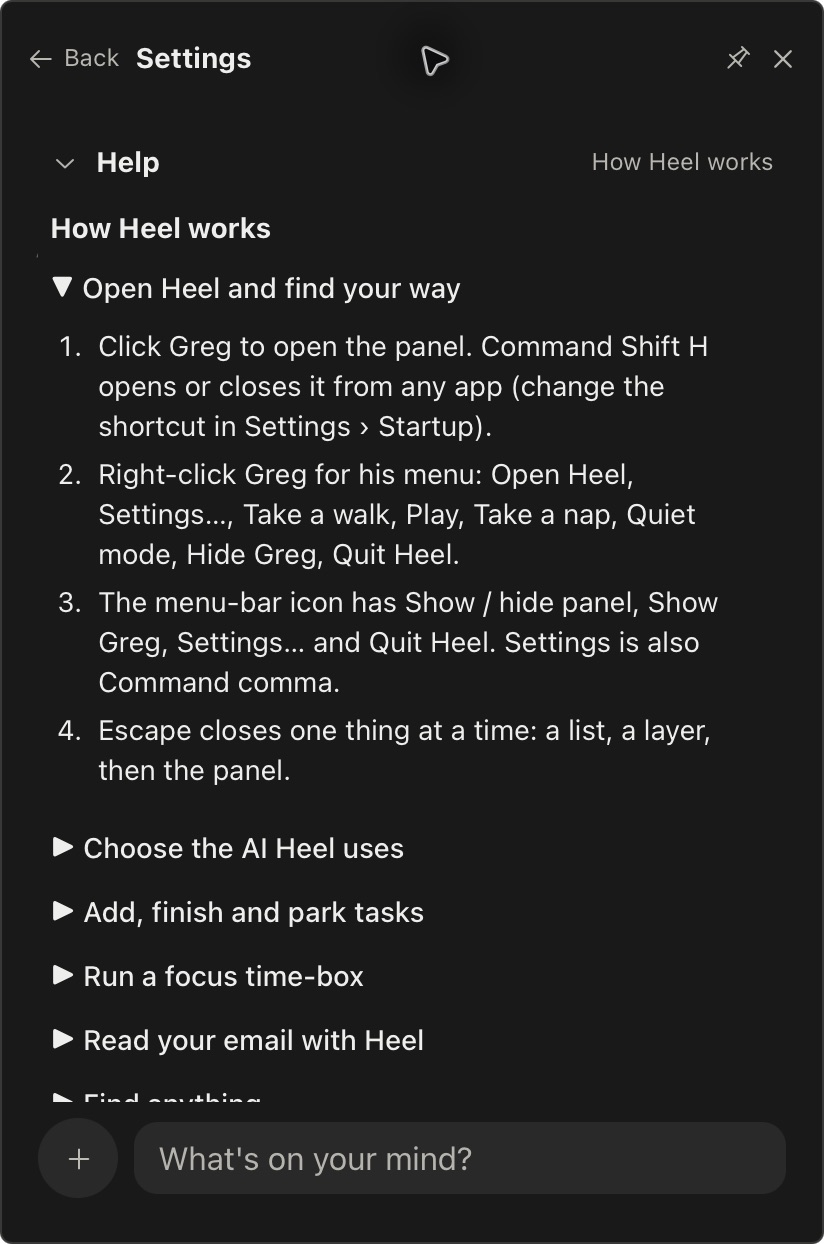 Back Settings
Help How Heel works
How Heel works
Open Heel and find your way
1. Click Greg to open the panel. Command Shift H
opens or closes it from any app (change the
shortcut in Settings › Startup).
2. Right-click Greg for his menu: Open Heel,
Settings..., Take a walk, Play, Take a nap, Quiet
mode, Hide Greg, Quit Heel.
3. The menu-bar icon has Show / hide panel, Show
Greg, Settings... and Quit Heel. Settings is also
Command comma.
4. Escape closes one thing at a time: a list, a layer,
then the panel.
Choose the AI Heel uses
Add, finish and park tasks
Run a focus time-box
Read your email with Heel
Find anything
What's on your mind?